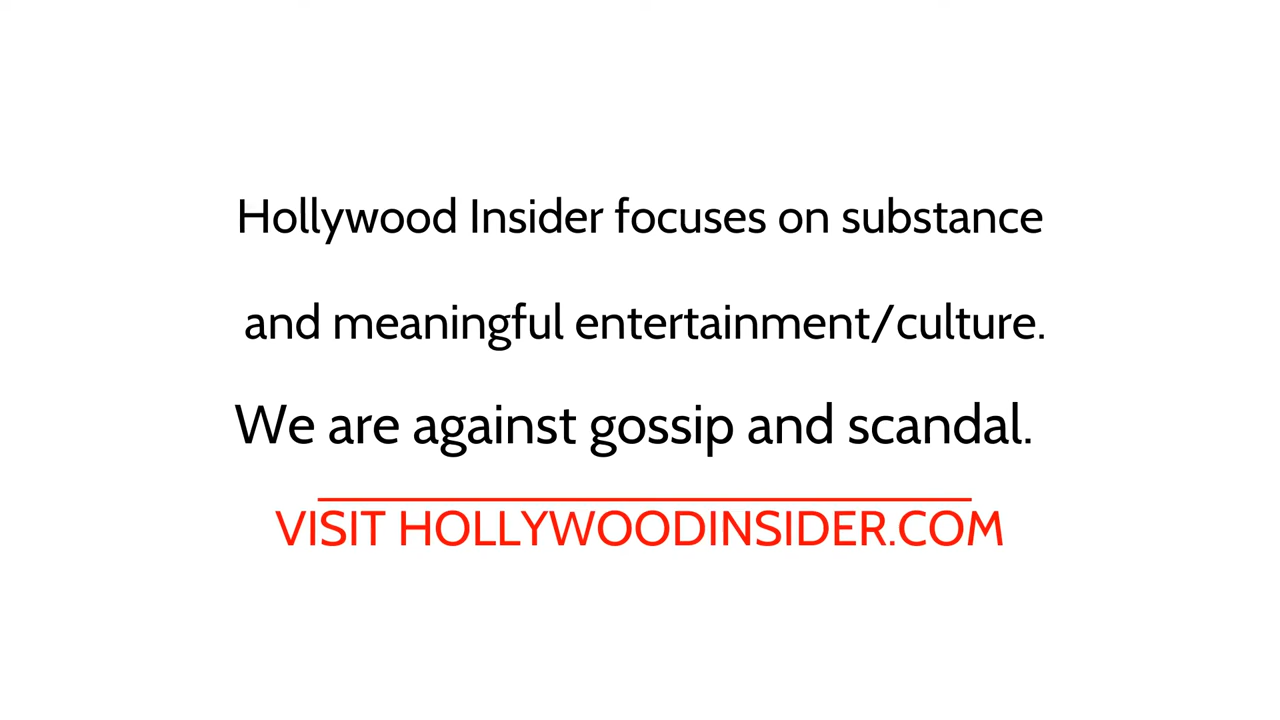 Hollywood Insider focuses on substance
and meaningful entertainment/culture.
We are against gossip and scandal.
VISIT HOLLYWOODINSIDER.COM